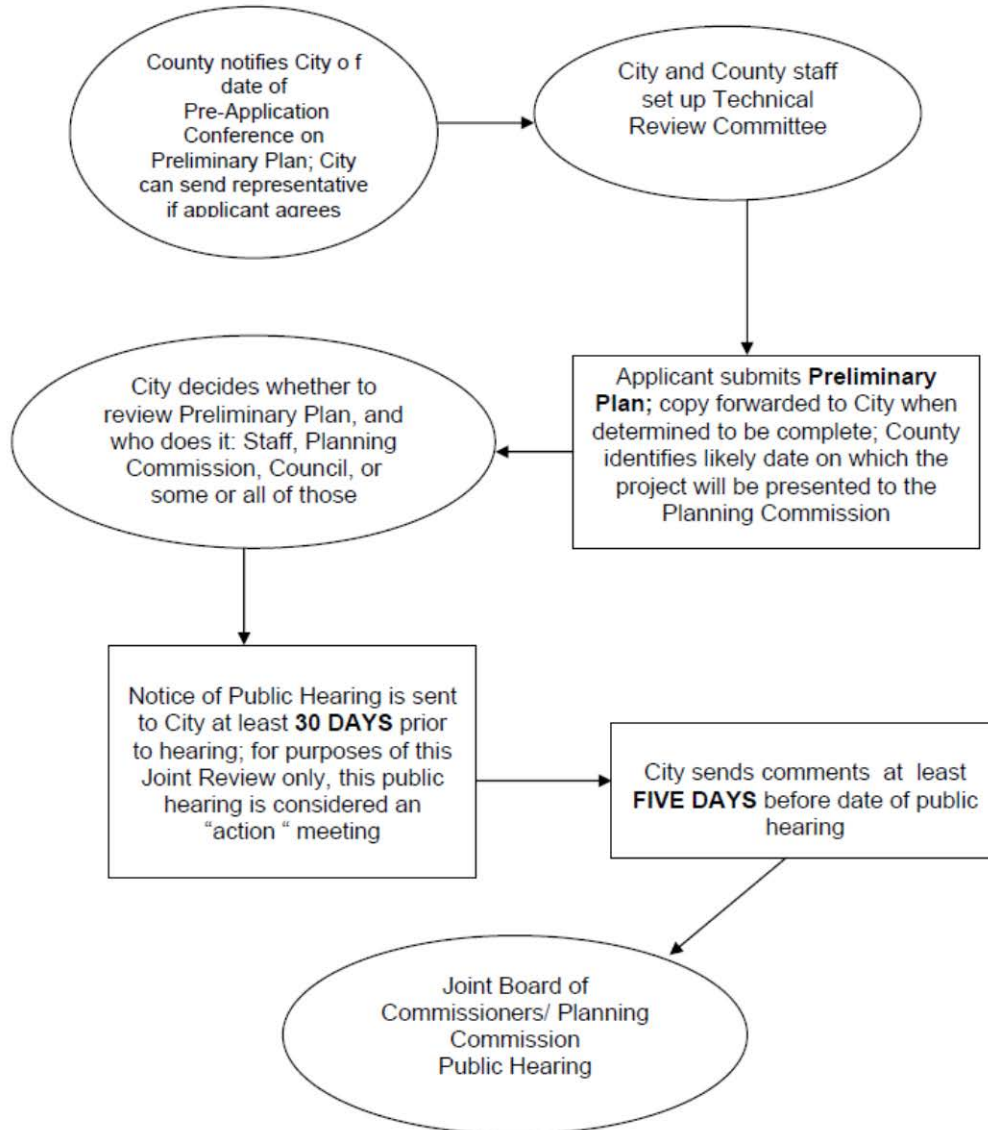 County notifies City o f
date of
Pre-Application
Conference on
Preliminary Plan; City
can send representative
if applicant agrees
City and County staff
set up Technical
Review Committee
Applicant submits Preliminary
Plan; copy forwarded to City when
determined to be complete; County
identifies likely date on which the
project will be presented to the
Planning Commission
City decides whether to
review Preliminary Plan, and
who does it: Staff, Planning
Commission, Council, or
some or all of those
Notice of Public Hearing is sent
to City at least 30 DAYS prior
to hearing; for purposes of this
Joint Review only, this public
hearing is considered an
“action “ meeting
City sends comments at least
FIVE DAYS before date of public
hearing
Joint Board of
Commissioners/ Planning
Commission
Public Hearing